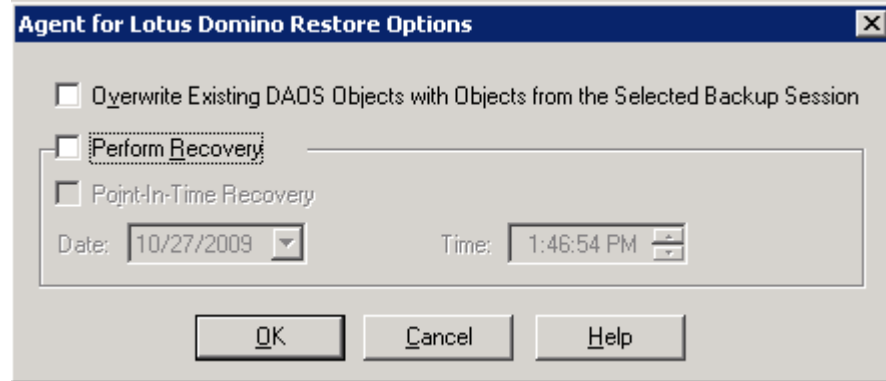 Agent for Lotus Domino Restore Options
Overwrite Existing DAOS Objects with Objects from the Selected Backup Session
Perform Recovery
Point-In-Time Recovery
Date: 10/27/2009 Time: 1:46:54 PM
OK Cancel Help